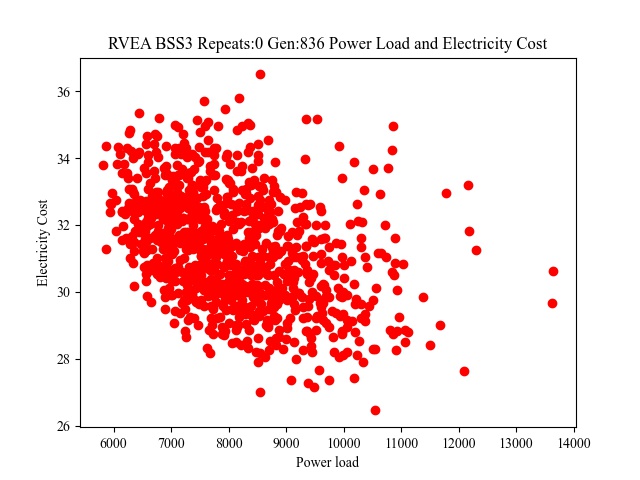 RVEA BSS3 Repeats:0 Gen:836 Power Load and Electricity Cost
36
34
32
30
28
26
Electricity Cost
6000 7000 8000 9000 10000 11000 12000 13000 14000
Power load